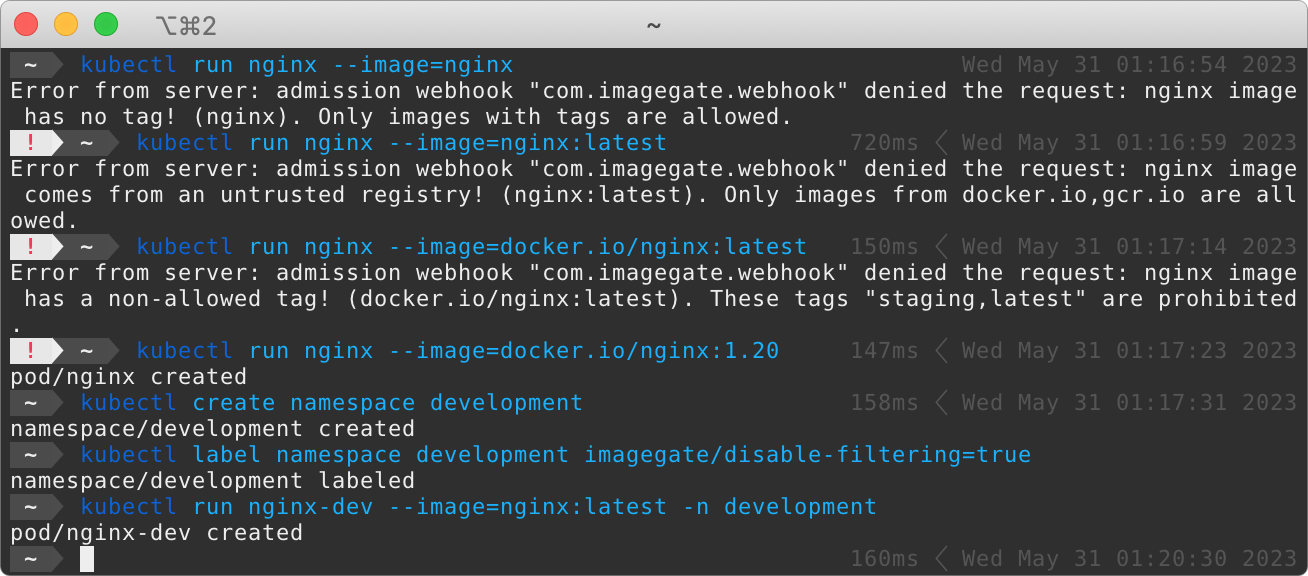 ⌥⌘2 ~
~ kubectl run nginx --image=nginx Wed May 31 01:16:54 2023
Error from server: admission webhook "com.imagegate.webhook" denied the request: nginx image
has no tag! (nginx). Only images with tags are allowed.
! ~ kubectl run nginx --image=nginx:latest 720ms Wed May 31 01:16:59 2023
Error from server: admission webhook "com.imagegate.webhook" denied the request: nginx image
comes from an untrusted registry! (nginx:latest). Only images from docker.io,gcr.io are all
owed.
! ~ kubectl run nginx --image=docker.io/nginx:latest 150ms Wed May 31 01:17:14 2023
Error from server: admission webhook "com.imagegate.webhook" denied the request: nginx image
has a non-allowed tag! (docker.io/nginx:latest). These tags "staging,latest" are prohibited
.
! ~ kubectl run nginx --image=docker.io/nginx:1.20 147ms Wed May 31 01:17:23 2023
pod/nginx created
~ kubectl create namespace development 158ms Wed May 31 01:17:31 2023
namespace/development created
~ kubectl label namespace development imagegate/disable-filtering=true
namespace/development labeled
~ kubectl run nginx-dev --image=nginx:latest -n development
pod/nginx-dev created
~ 160ms Wed May 31 01:20:30 2023